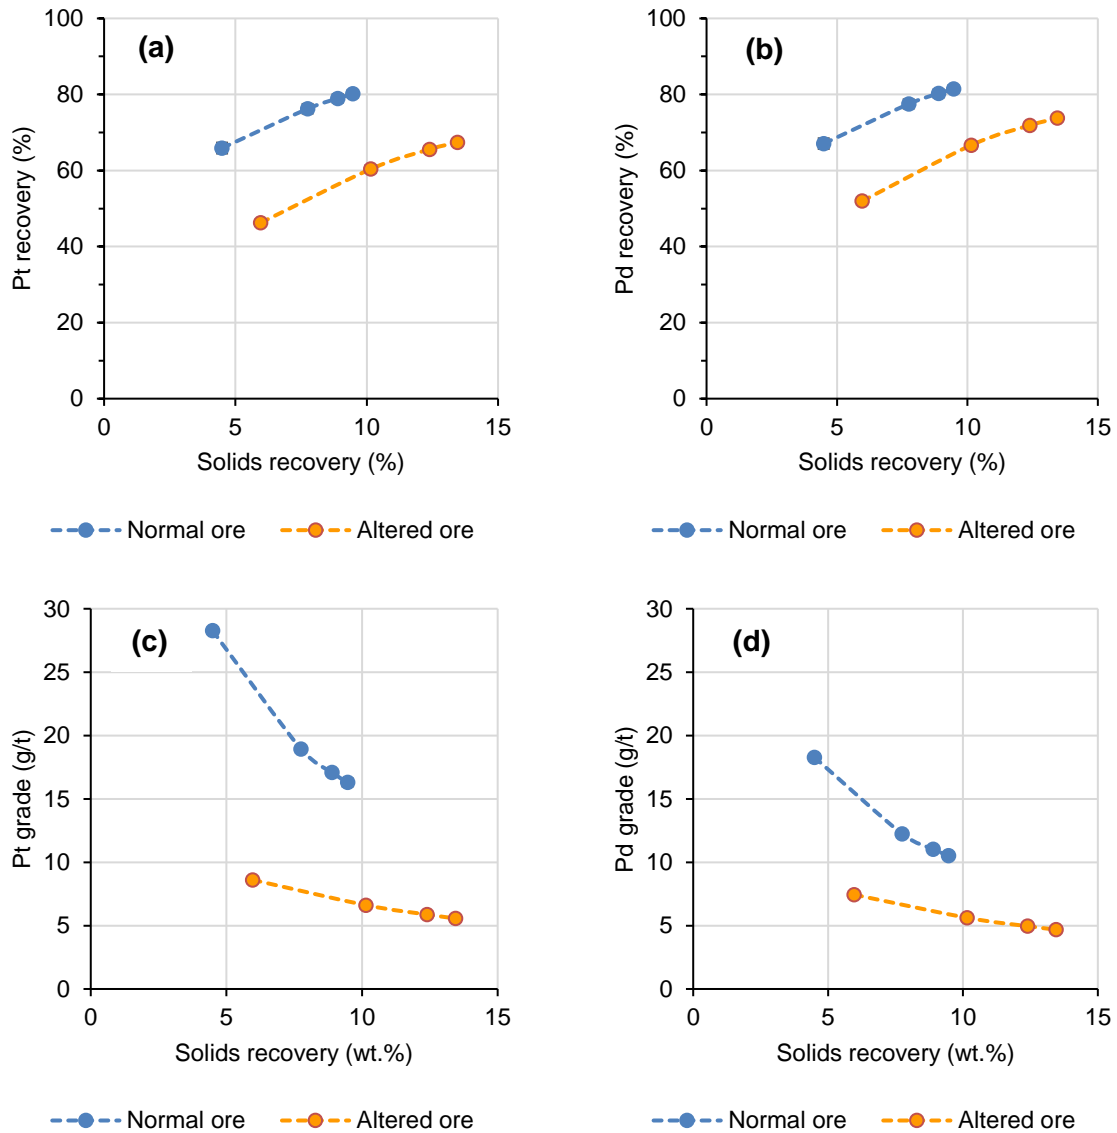 (a)
Pt recovery (%)
100
80
60
40
20
0
0 5 10 15
Solids recovery (%)
Normal ore Altered ore
(b)
Pd recovery (%)
100
80
60
40
20
0
0 5 10 15
Solids recovery (%)
Normal ore Altered ore
(c)
Pt grade (g/t)
30
25
20
15
10
5
0
0 5 10 15
Solids recovery (wt.%)
Normal ore Altered ore
(d)
Pd grade (g/t)
30
25
20
15
10
5
0
0 5 10 15
Solids recovery (wt.%)
Normal ore Altered ore